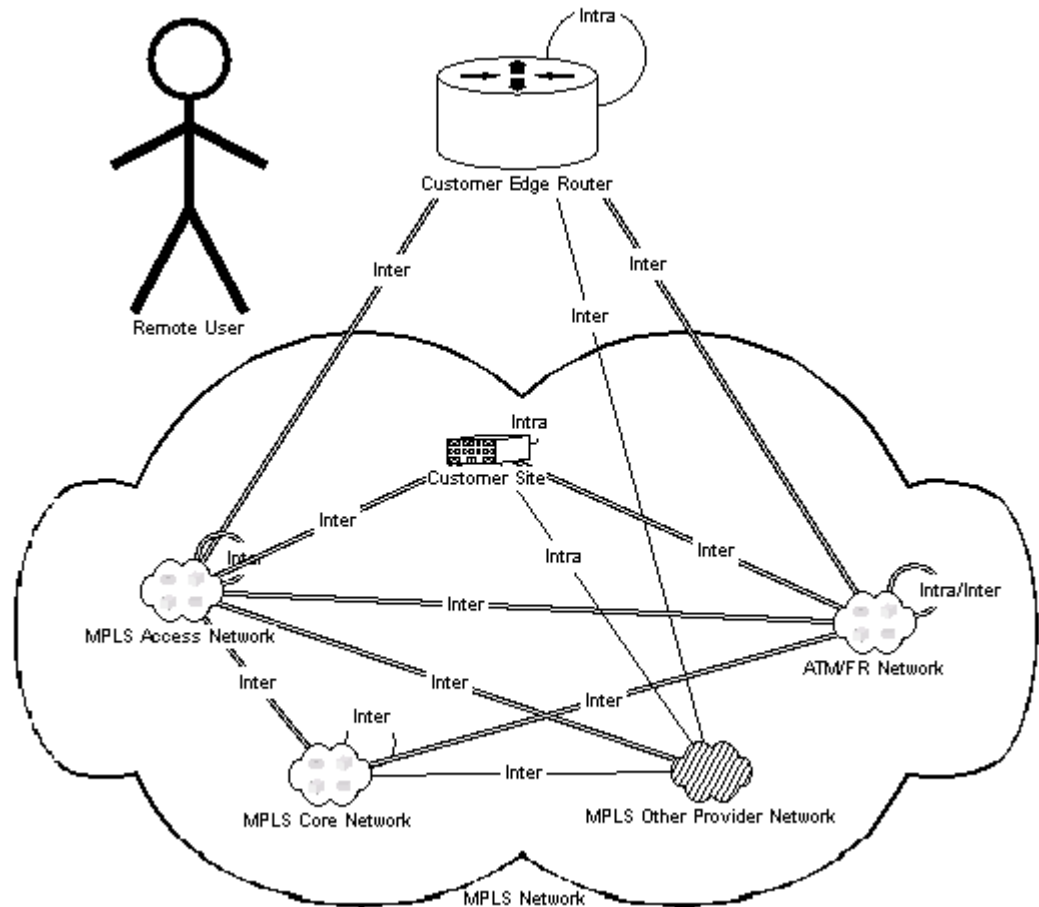 Intra
Customer Edge Router
Inter
Inter
Inter
Remote User
Intra
Customer Site
Inter
Intra
Inter
Inter
Intra/Inter
Inter
MPLS Access Network
ATM/FR Network
Inter
Inter
Inter
Inter
Inter
MPLS Core Network
MPLS Other Provider Network
MPLS Network